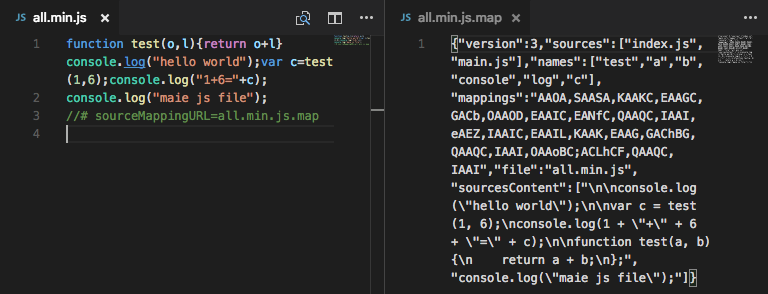 JS all.min.js ×
1 function test(o,l){return o+l}
console.log("hello world");var c=test
(1,6);console.log("1+6="+c);
2 console.log("maie js file");
3 //# sourceMappingURL=all.min.js.map
4
all.min.js.map ×
1 {"version":3,"sources":["index.js",
"main.js"],"names":["test","a","b",
"console","log","c"],
"mappings":"AAOA,SAASA,KAAKC,EAAGC,
GACb,OAAOD,EAAIC,EANfC,QAAQC,IAAI,
eAEZ,IAAIC,EAAIL,KAAK,EAAG,GAChBG,
QAAQC,IAAI,OAAoBC;ACLhCF,QAAQC,
IAAI","file":"all.min.js",
"sourcesContent":["\n\nconsole.log
(\"hello world\");\n\nvar c = test
(1, 6);\nconsole.log(1 + \"+\" + 6
+ \"=\" + c);\n\nfunction test(a, b)
{\n    return a + b;\n};",
"console.log(\"maie js file\");"]}